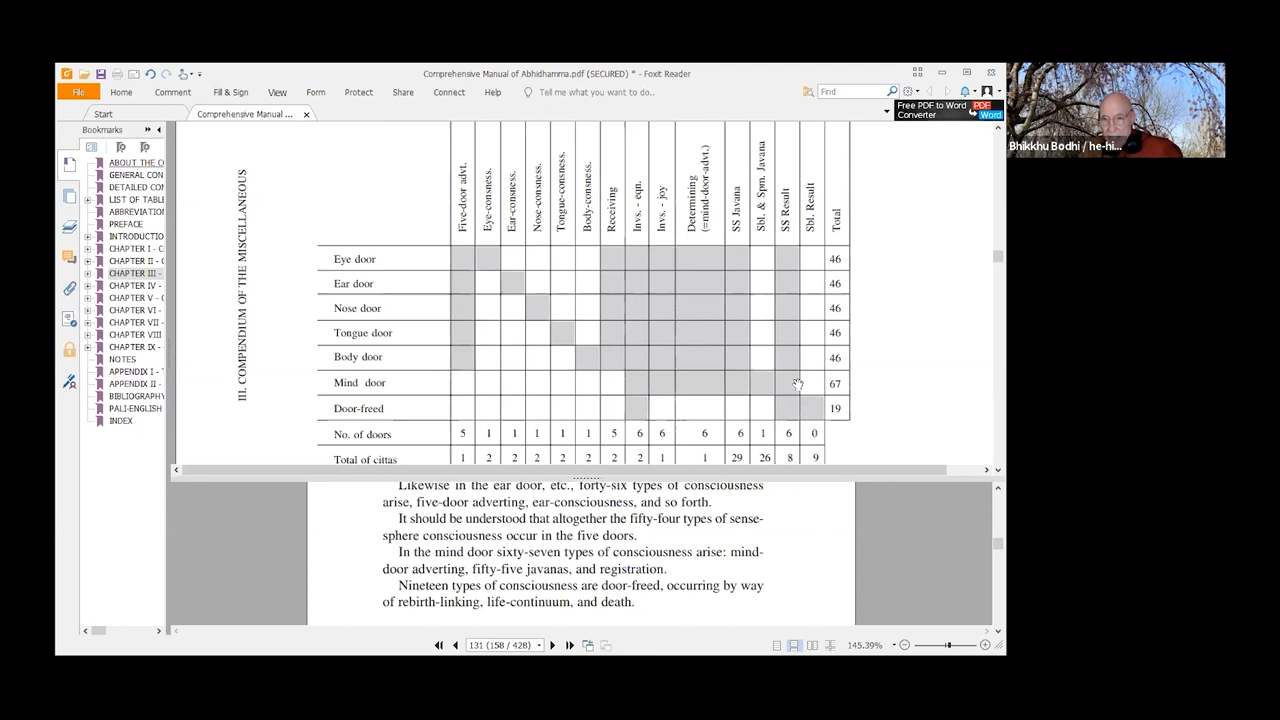 Comprehensive Manual of Abhidhamma.pdf (SECURED) * - Foxit Reader
File Home Comment Fill & Sign View Form Protect Share Connect Help Tell me what you want to do.. Find
Start Comprehensive Manual ... ×
Free PDF to Word Converter PDF Word
Bookmarks
ABOUT THE C
GENERAL CON
DETAILED CON
LIST OF TABLE
ABBREVIATION
PREFACE
INTRODUCTIO
CHAPTER I - C
CHAPTER II - C
CHAPTER III -
CHAPTER IV -
CHAPTER V - C
CHAPTER VI -
CHAPTER VII -
CHAPTER VIII
CHAPTER IX -
NOTES
APPENDIX I - T
APPENDIX II -
BIBLIOGRAPHY
PALI-ENGLISH
INDEX
III. COMPENDIUM OF THE MISCELLANEOUS
Five-door advt. Eye-consness. Ear-consness. Nose-consness. Tongue-consness. Body-consness. Receiving Invs. - eqn. Invs. - joy Determining (=mind-door-advt.) SS Javana Sbl. & Spm. Javana SS Result Sbl. Result Total
Eye door 46
Ear door 46
Nose door 46
Tongue door 46
Body door 46
Mind door 67
Door-freed 19
No. of doors 5 1 1 1 1 1 5 6 6 6 6 1 6 0
Total of cittas 1 2 2 2 2 2 2 2 1 1 29 26 8 9
Likewise in the ear door, etc., forty-six types of consciousness
arise, five-door adverting, ear-consciousness, and so forth.
It should be understood that altogether the fifty-four types of sense-
sphere consciousness occur in the five doors.
In the mind door sixty-seven types of consciousness arise: mind-
door adverting, fifty-five javanas, and registration.
Nineteen types of consciousness are door-freed, occurring by way
of rebirth-linking, life-continuum, and death.
131 (158 / 428) 145.39%
Bhikkhu Bodhi / he-hi...